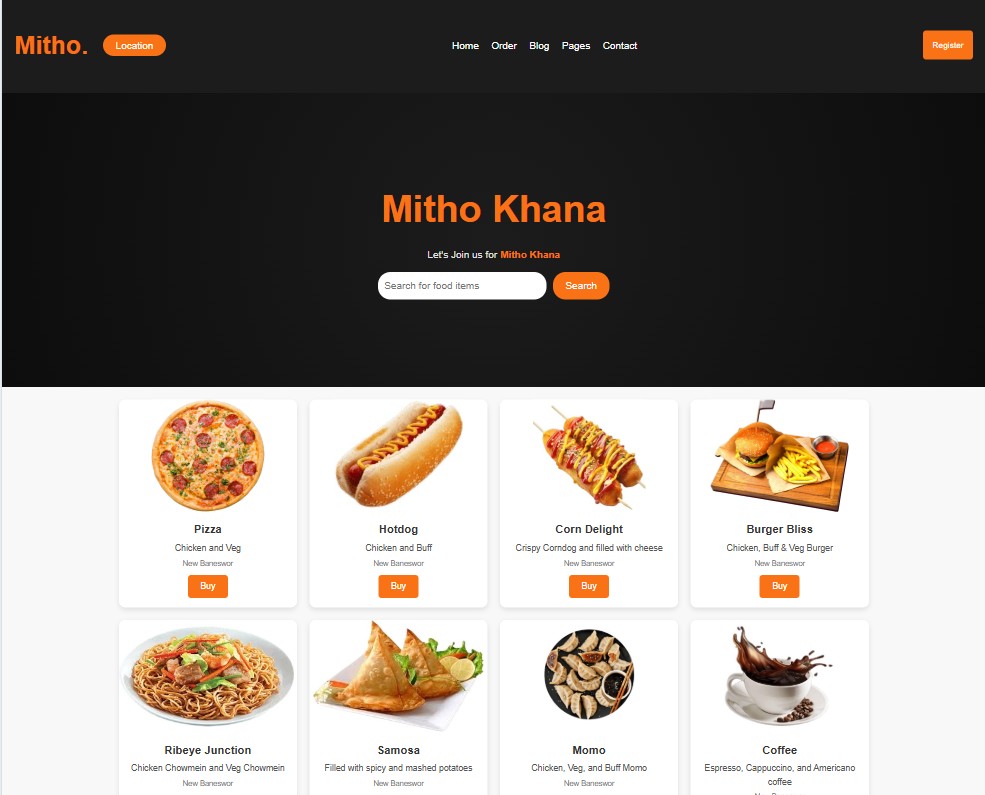 Mitho. Location Home Order Blog Pages Contact Register
Mitho Khana
Let's Join us for Mitho Khana
Search for food items Search
Pizza
Chicken and Veg
New Baneswor
Buy
Hotdog
Chicken and Buff
New Baneswor
Buy
Corn Delight
Crispy Corndog and filled with cheese
New Baneswor
Buy
Burger Bliss
Chicken, Buff & Veg Burger
New Baneswor
Buy
Ribeye Junction
Chicken Chowmein and Veg Chowmein
New Baneswor
Samosa
Filled with spicy and mashed potatoes
New Baneswor
Momo
Chicken, Veg, and Buff Momo
New Baneswor
Coffee
Espresso, Cappuccino, and Americano
coffee